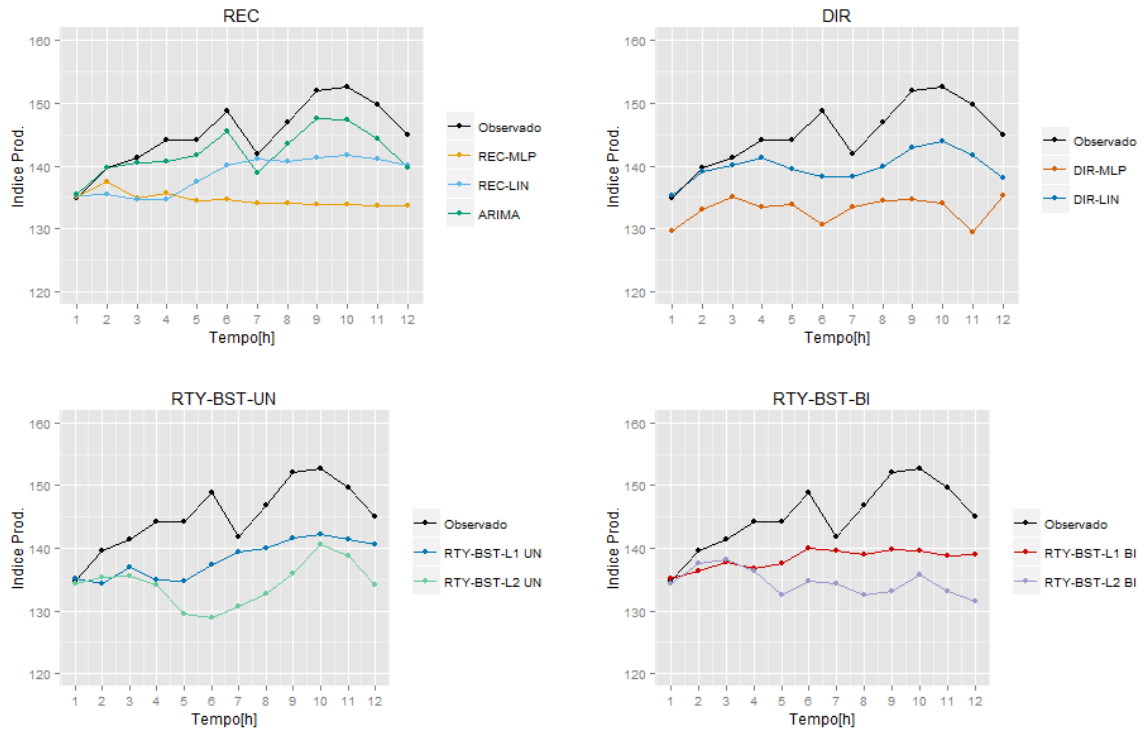 REC
160
150
140
130
120
Indice Prod.
1 2 3 4 5 6 7 8 9 10 11 12
Tempo[h]
Observado
REC-MLP
REC-LIN
ARIMA
DIR
160
150
140
130
120
Indice Prod.
1 2 3 4 5 6 7 8 9 10 11 12
Tempo[h]
Observado
DIR-MLP
DIR-LIN
RTY-BST-UN
160
150
140
130
120
Indice Prod.
1 2 3 4 5 6 7 8 9 10 11 12
Tempo[h]
Observado
RTY-BST-L1 UN
RTY-BST-L2 UN
RTY-BST-BI
160
150
140
130
120
Indice Prod.
1 2 3 4 5 6 7 8 9 10 11 12
Tempo[h]
Observado
RTY-BST-L1 BI
RTY-BST-L2 BI